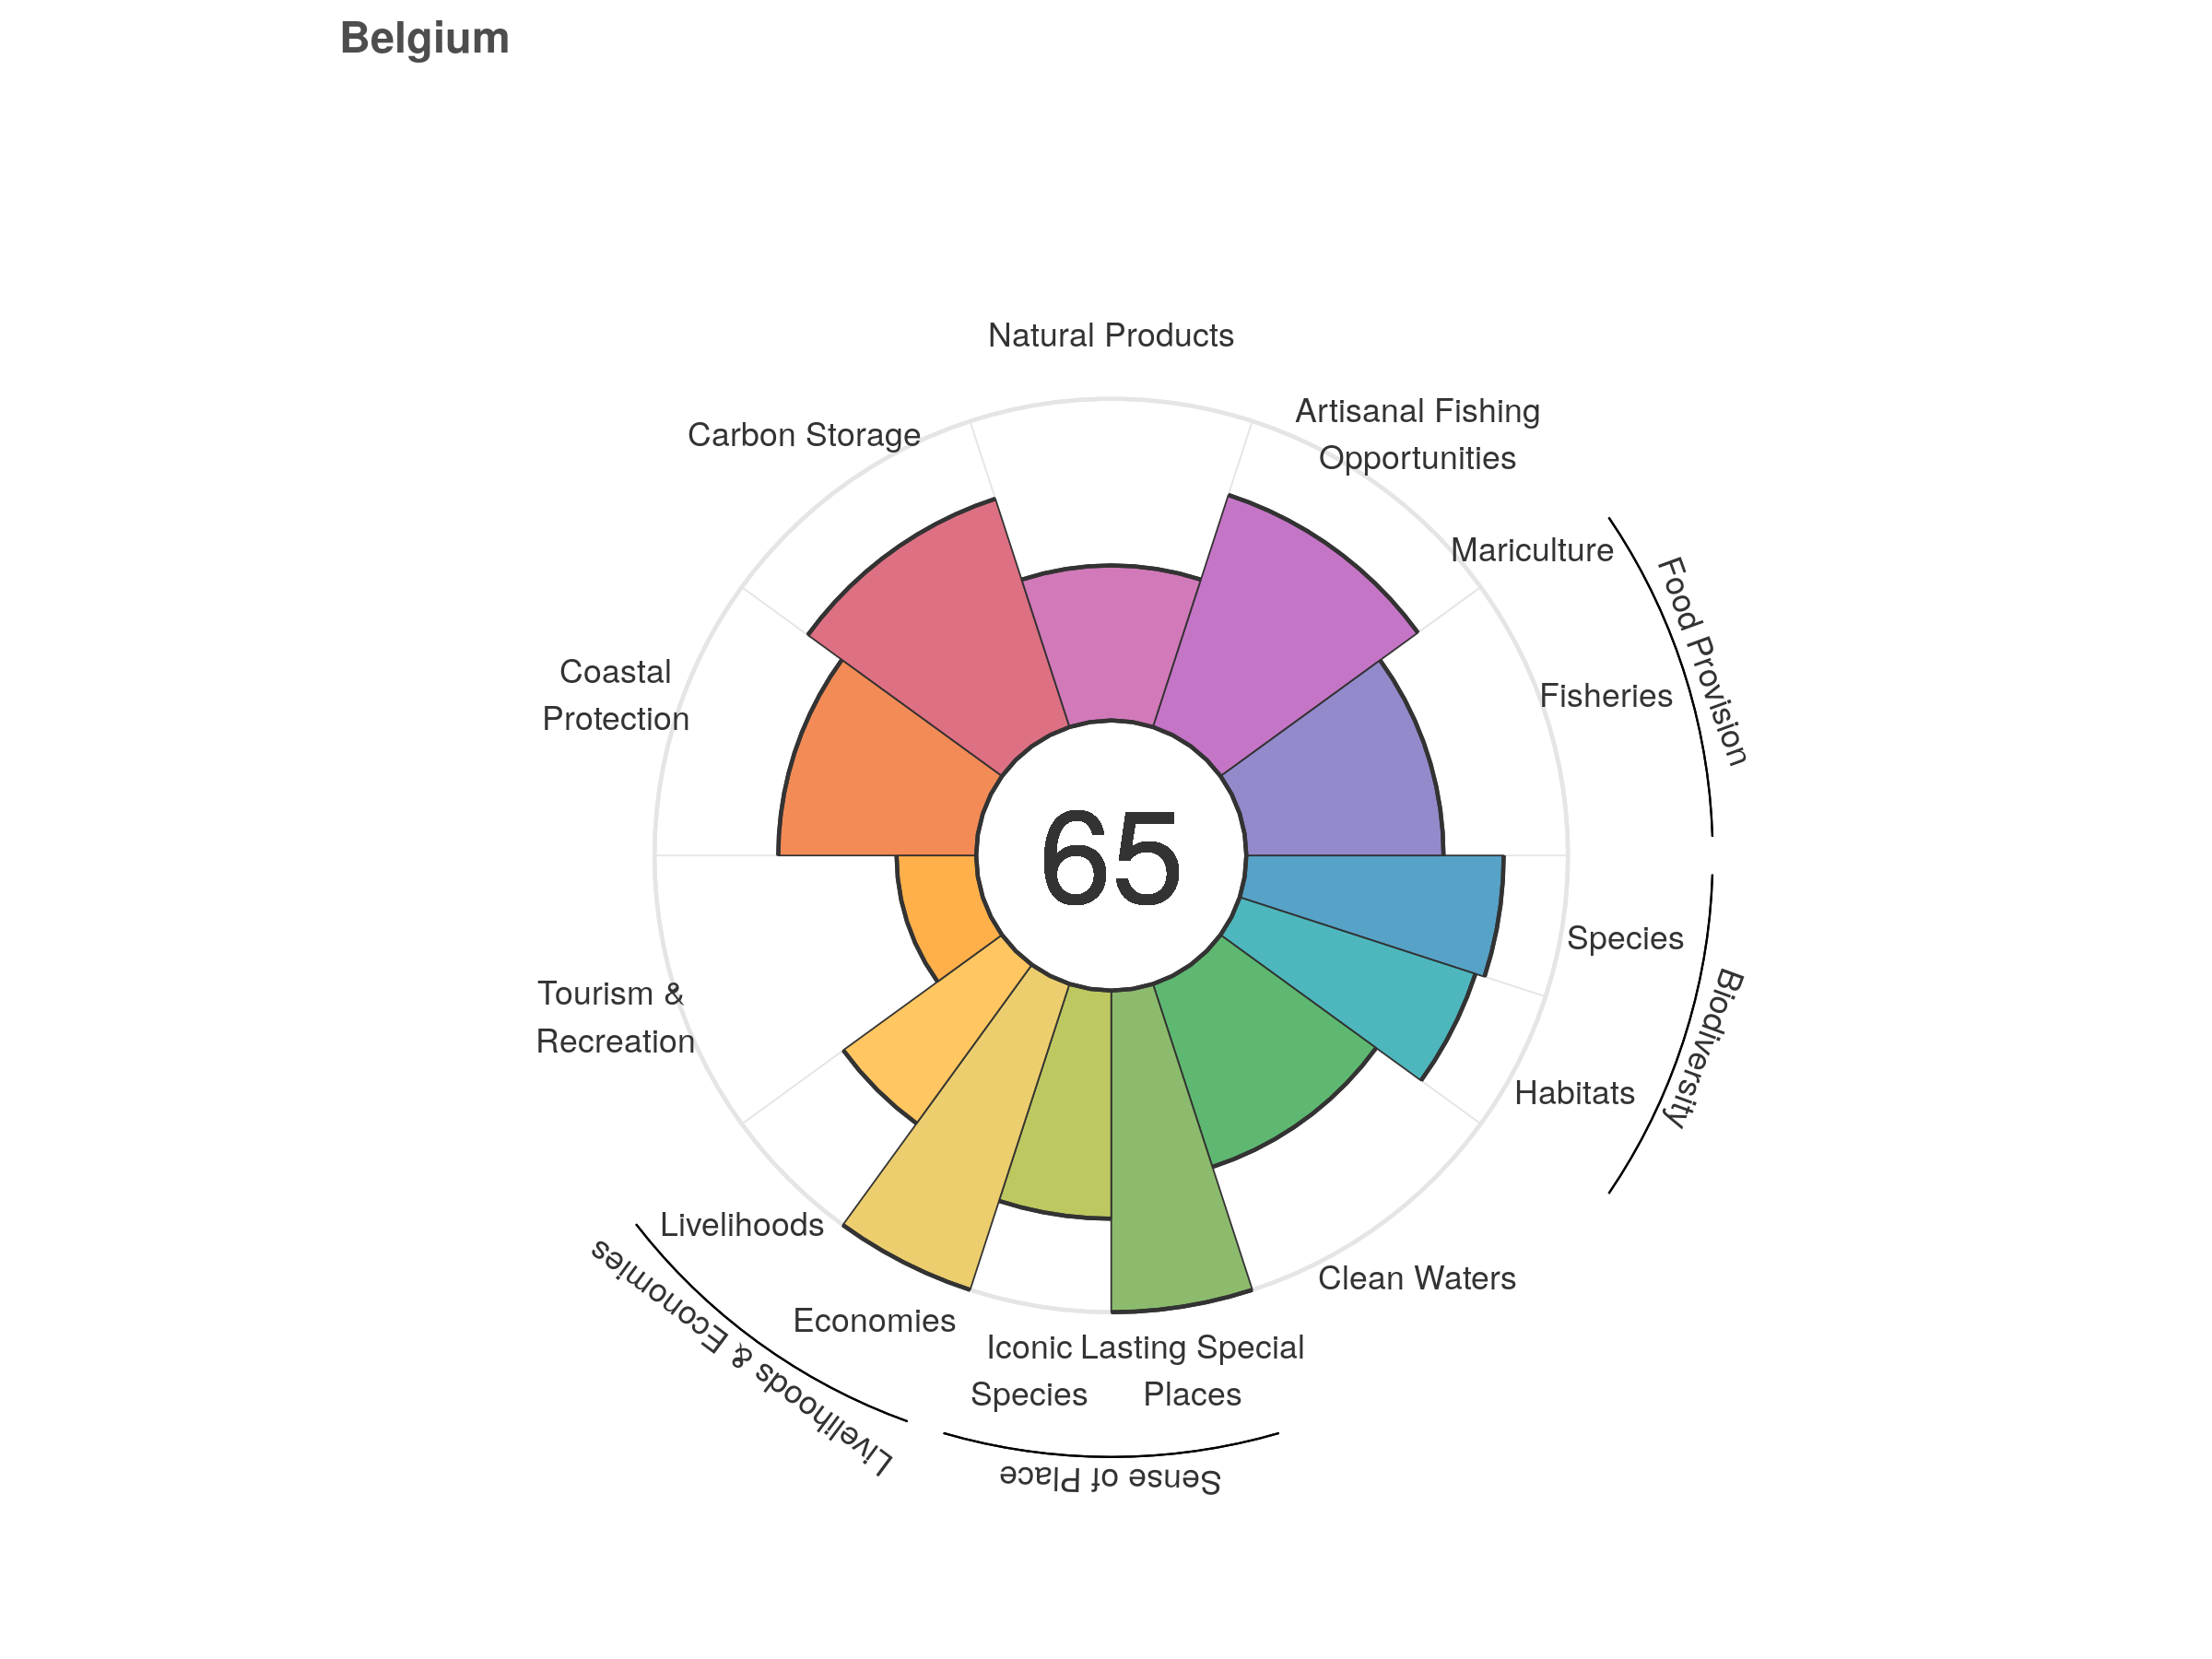 Belgium
Natural Products
Artisanal Fishing
Opportunities
Carbon Storage
Mariculture
Food Provision
Fisheries
Coastal
Protection
65
Species
Biodiversity
Tourism &
Recreation
Habitats
Livelihoods
Livelihoods & Economies
Clean Waters
Economies
Iconic
Species
Lasting Special
Places
Sense of Place